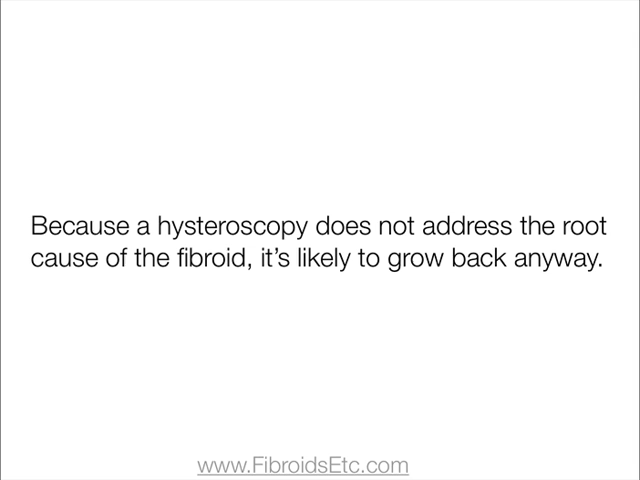 Because a hysteroscopy does not address the root
cause of the fibroid, it’s likely to grow back anyway.
www.FibroidsEtc.com